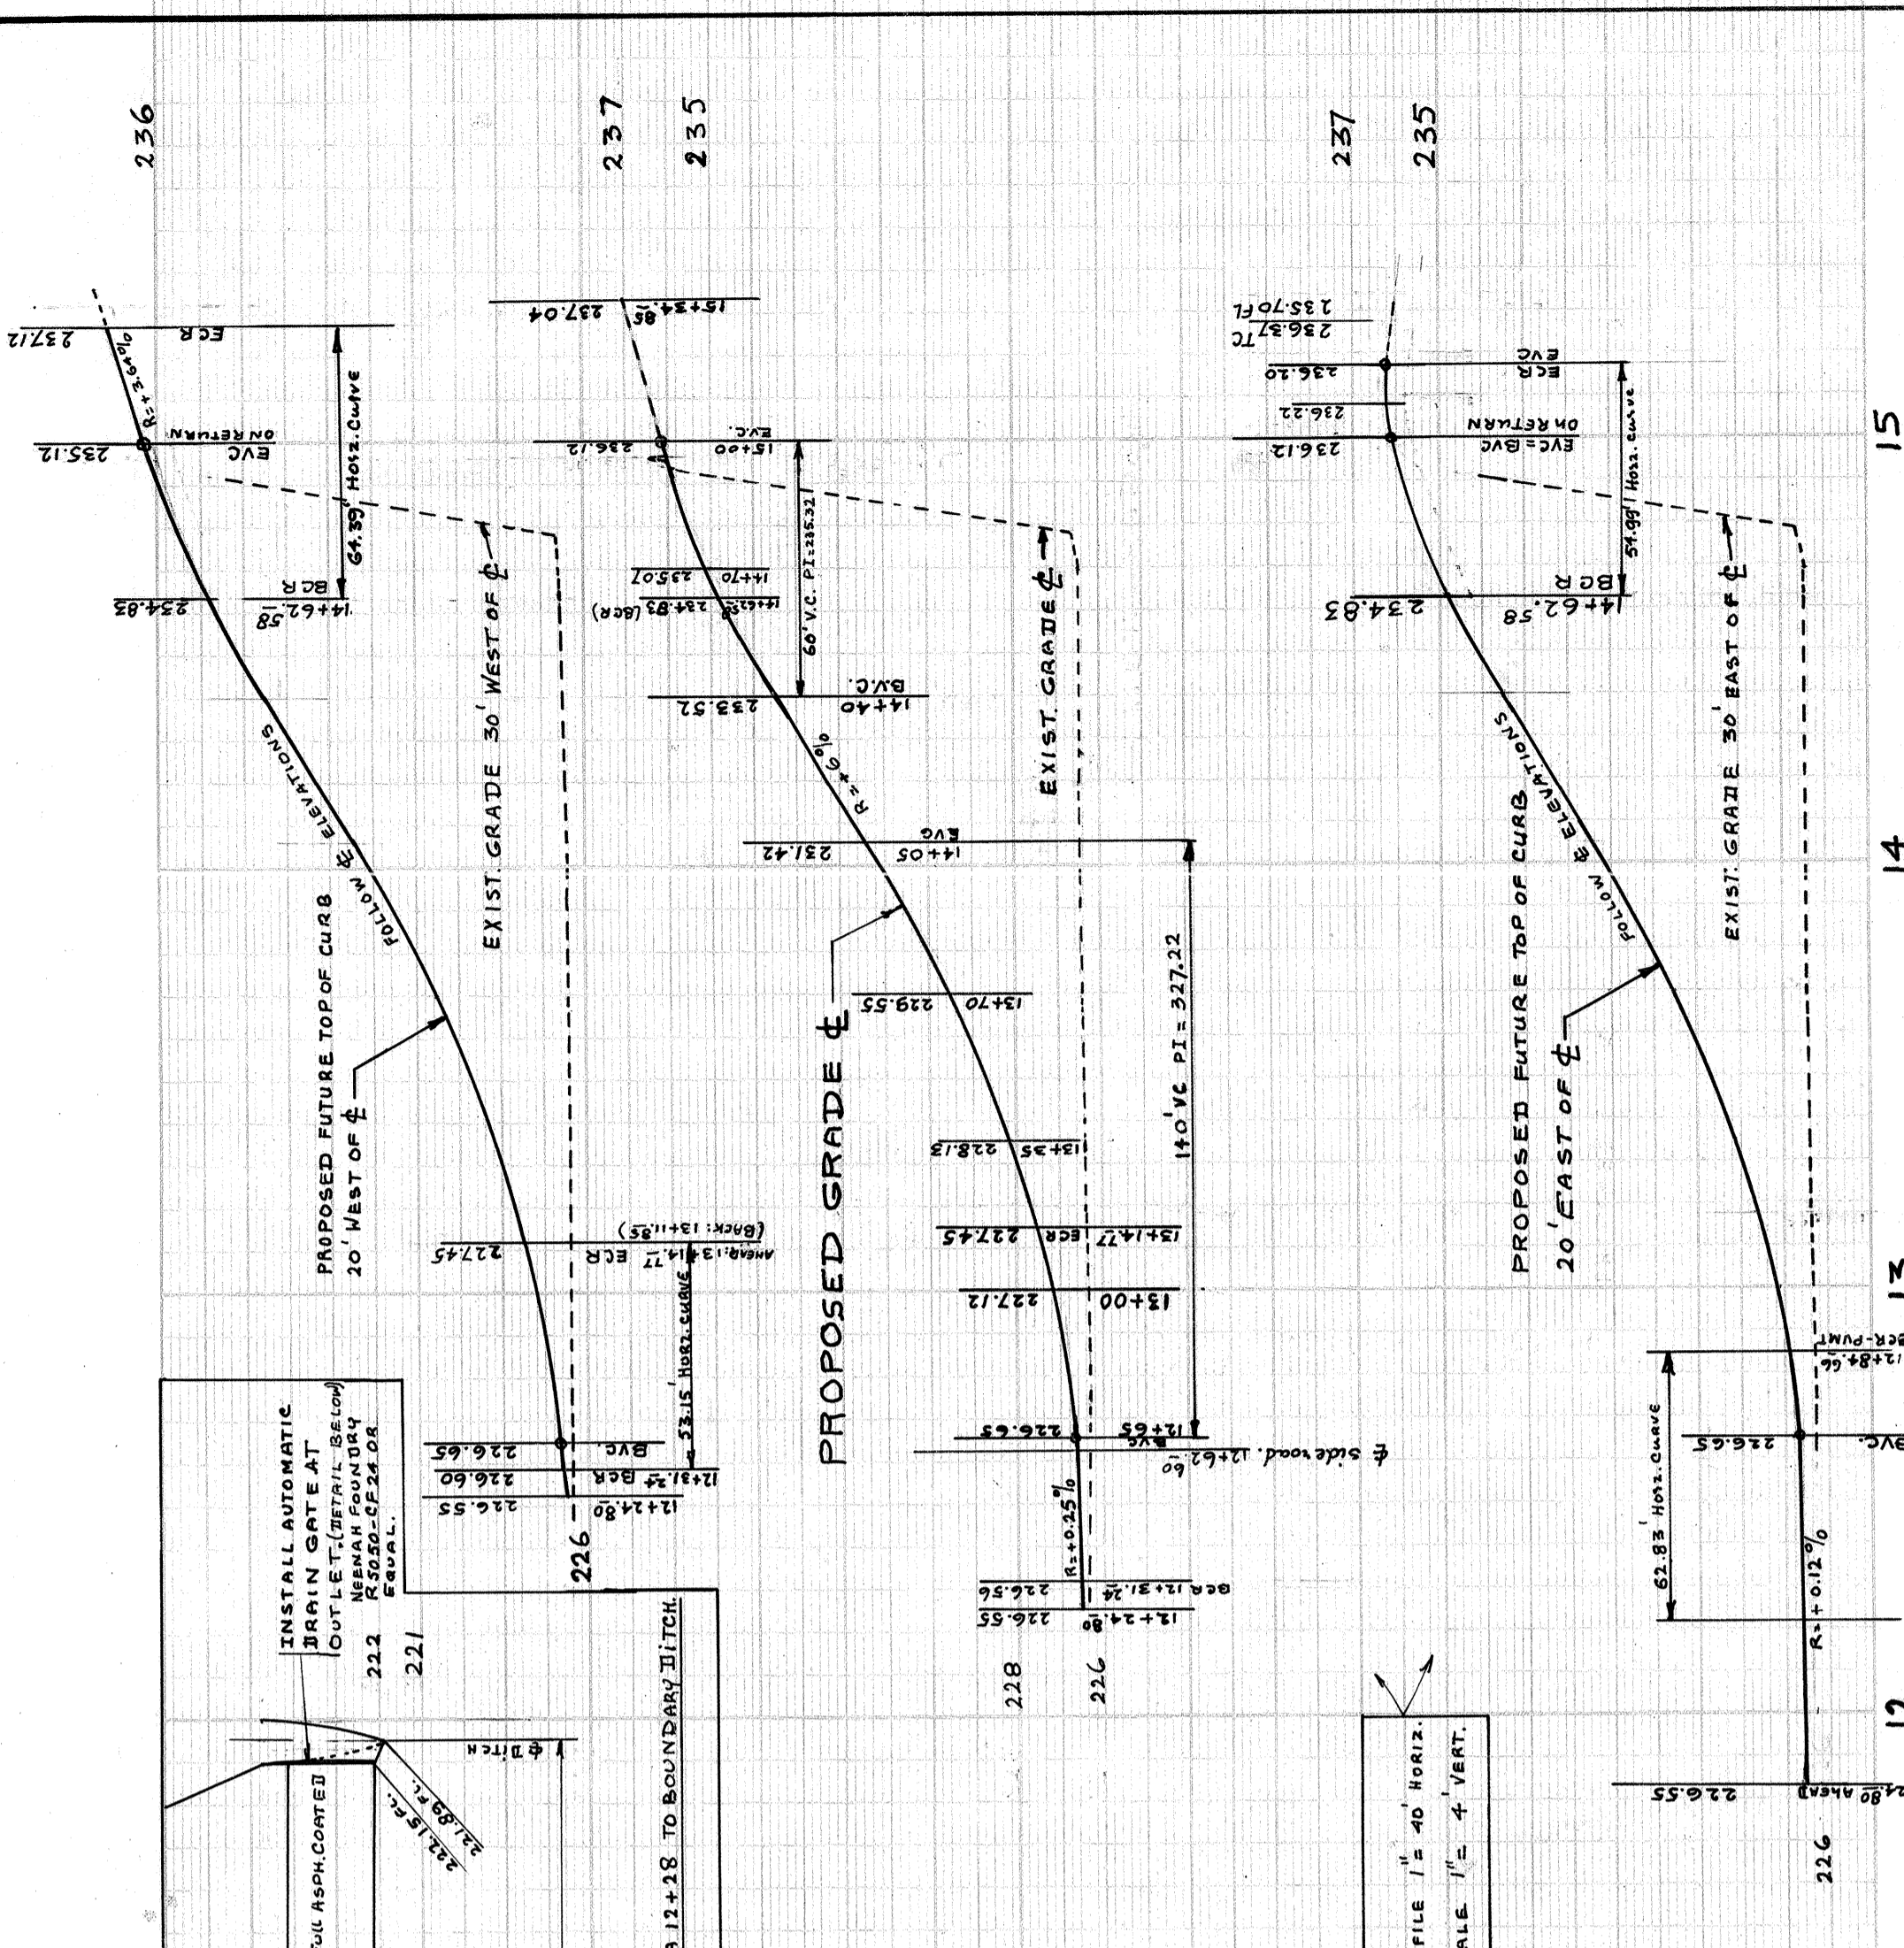 236
237.12
ECR
R=+3.64%
235.12
EVC
ON RETURN
64.39' Horz. Curve
234.83
14+62.58
BCR
FOLLOW ℄ ELEVATIONS
PROPOSED FUTURE TOP OF CURB
20' WEST OF ℄
EXIST. GRADE 30' WEST OF ℄
227.45
AHEAD: 13+14.77 ECR
(BACK: 13+11.85)
53.15' HORZ. CURVE
226.65
BVC.
226.60
BCR 12+31.24
226.55
12+24.80
226
INSTALL AUTOMATIC
DRAIN GATE AT
OUTLET. (DETAIL BELOW)
NEENAH FOUNDRY
R5050-CF24 OR
EQUAL.
222
221
℄ DITCH
222.15 FL.
221.89 FL.
FULL ASPH. COATED
12+28 TO BOUNDARY DITCH.
237
235
237.04
15+34.85
236.12
15+00
E.V.C.
235.07
14+70
234.83 (BCR)
14+62.58
60' V.C. PI=235.32
233.52
14+40
B.V.C.
R=+6%
231.42
14+05
EVC
EXIST. GRADE ℄
229.55
13+70
PROPOSED GRADE ℄
140' VC PI = 327.22
228.13
13+35
227.45
ECR 13+14.77
227.12
13+00
226.65
12+65
BVC
℄ side road. 12+62.60
R=+0.25%
226.56
BCR 12+31.24
226.55
12+24.80
228
226
237
235
236.37 TC
235.70 FL
236.20
ECR
EVC
236.22
236.12
EVC=BVC
ON RETURN
54.99' Horz. curve
234.83
14+62.58
BCR
FOLLOW ℄ ELEVATIONS
PROPOSED FUTURE TOP OF CURB
20' EAST OF ℄
EXIST. GRADE 30' EAST OF ℄
12+84.66
BCR-PVMT
226.65
BVC.
62.83' Horz. CURVE
R=+0.12%
226.55
24.80 AHEAD
226
FILE 1"= 40' HORIZ.
ALE 1"= 4' VERT.
15
14
13
12